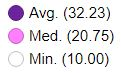 Avg. (32.23)
Med. (20.75)
Min. (10.00)